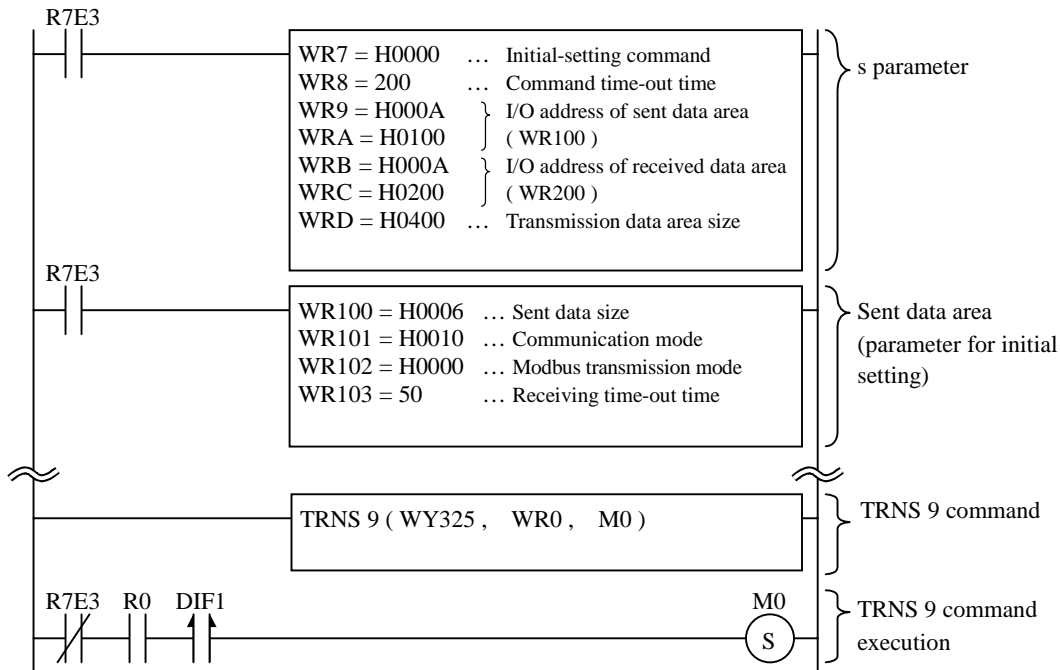 R7E3
WR7 = H0000 … Initial-setting command
WR8 = 200 … Command time-out time
WR9 = H000A } I/O address of sent data area
WRA = H0100 ( WR100 )
WRB = H000A } I/O address of received data area
WRC = H0200 ( WR200 )
WRD = H0400 … Transmission data area size
s parameter
R7E3
WR100 = H0006 … Sent data size
WR101 = H0010 … Communication mode
WR102 = H0000 … Modbus transmission mode
WR103 = 50 … Receiving time-out time
Sent data area
(parameter for initial
setting)
TRNS 9 ( WY325 , WR0 , M0 )
TRNS 9 command
R7E3 R0 DIF1 M0
S
TRNS 9 command
execution